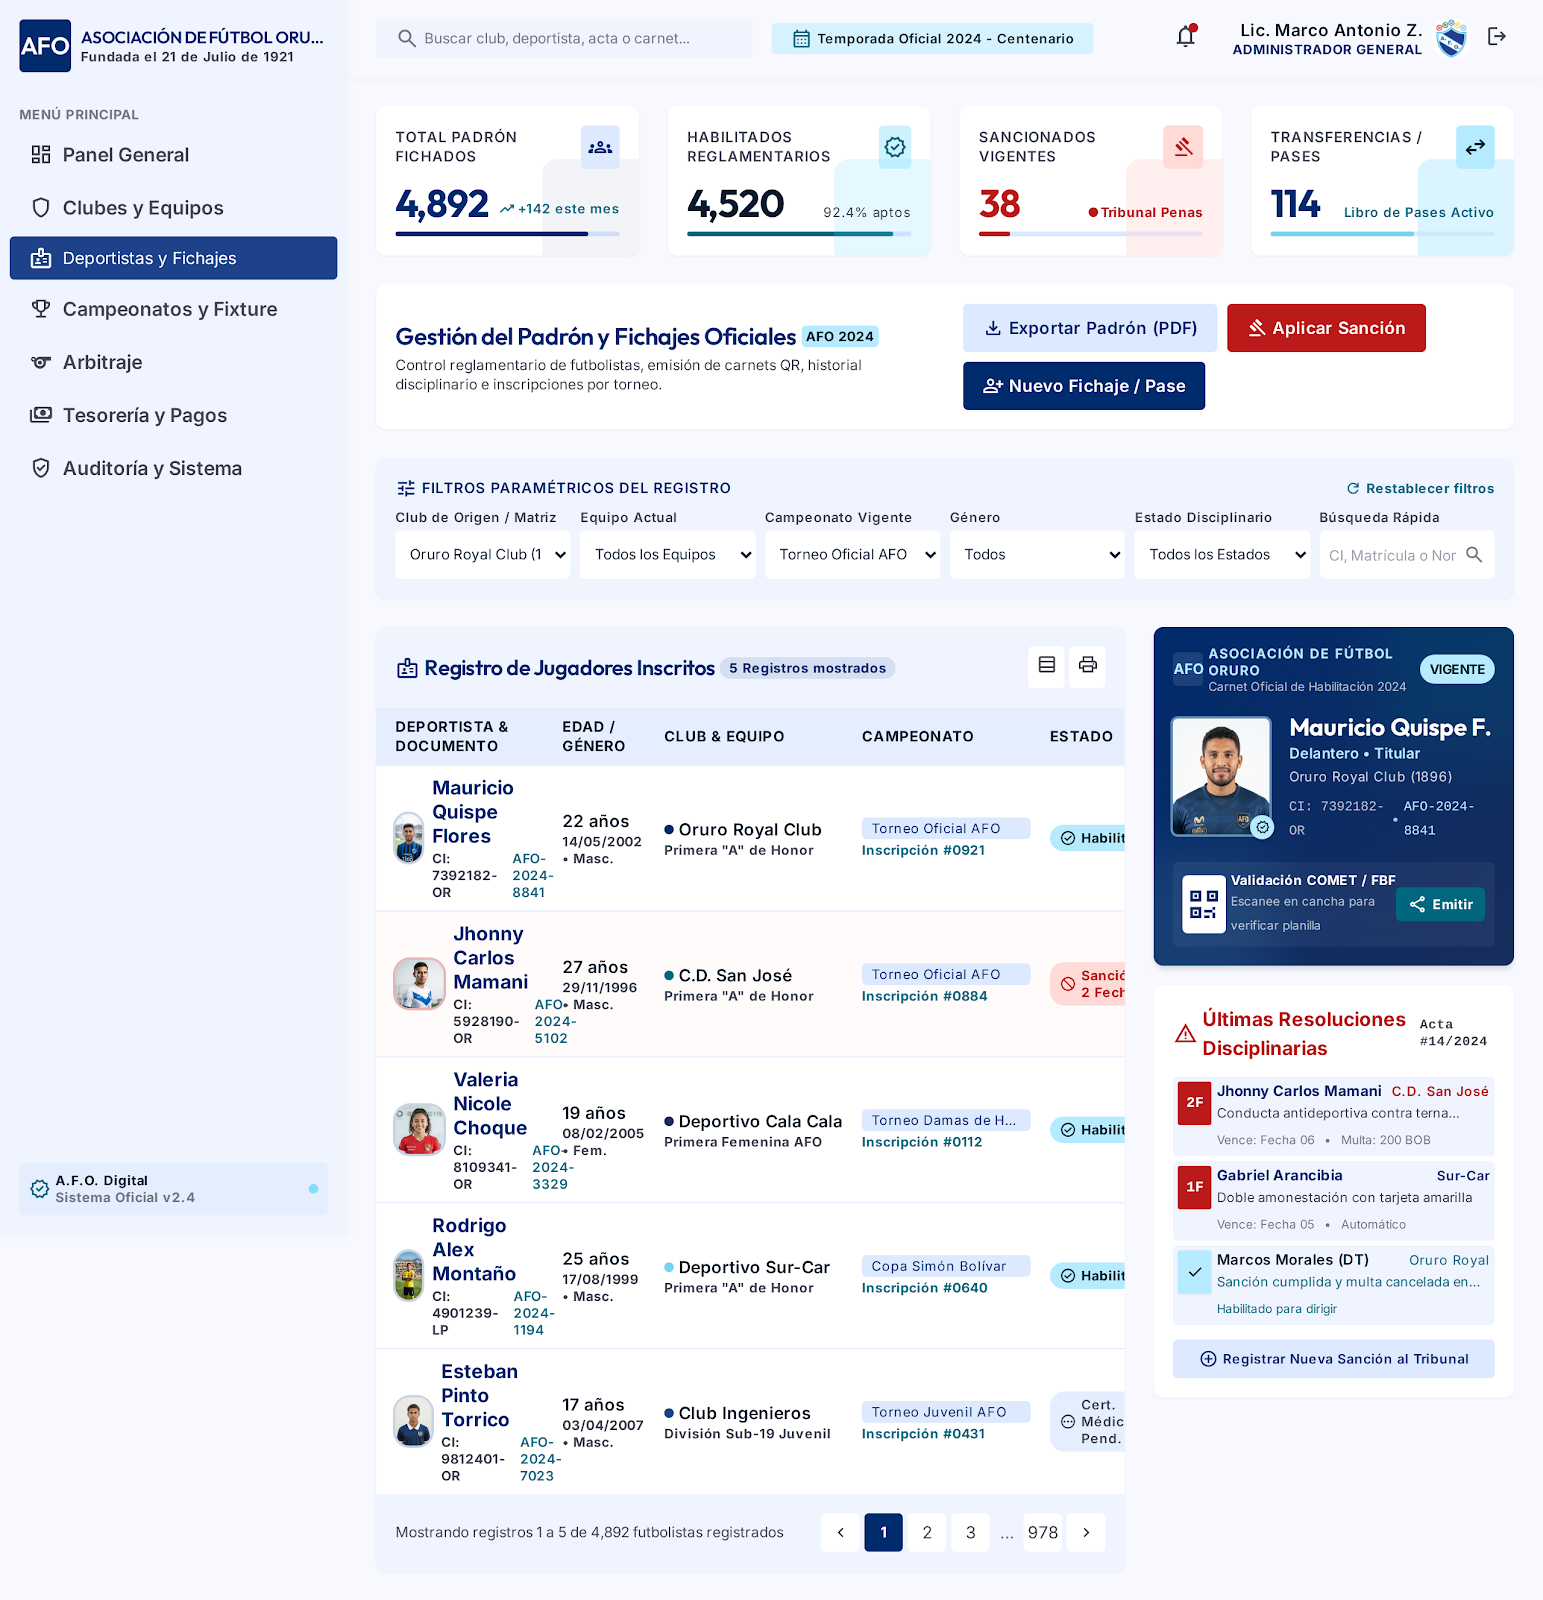 AFO
ASOCIACIÓN DE FÚTBOL ORU...
Fundada el 21 de Julio de 1921
MENÚ PRINCIPAL
Panel General
Clubes y Equipos
Deportistas y Fichajes
Campeonatos y Fixture
Arbitraje
Tesorería y Pagos
Auditoría y Sistema
A.F.O. Digital
Sistema Oficial v2.4
Buscar club, deportista, acta o carnet...
Temporada Oficial 2024 - Centenario
Lic. Marco Antonio Z.
ADMINISTRADOR GENERAL
TOTAL PADRÓN
FICHADOS
4,892
+142 este mes
HABILITADOS
REGLAMENTARIOS
4,520
92.4% aptos
SANCIONADOS
VIGENTES
38
Tribunal Penas
TRANSFERENCIAS /
PASES
114
Libro de Pases Activo
Gestión del Padrón y Fichajes Oficiales
AFO 2024
Control reglamentario de futbolistas, emisión de carnets QR, historial
disciplinario e inscripciones por torneo.
Exportar Padrón (PDF)
Aplicar Sanción
Nuevo Fichaje / Pase
FILTROS PARAMÉTRICOS DEL REGISTRO
Restablecer filtros
Club de Origen / Matriz
Oruro Royal Club (1
Equipo Actual
Todos los Equipos
Campeonato Vigente
Torneo Oficial AFO
Género
Todos
Estado Disciplinario
Todos los Estados
Búsqueda Rápida
CI, Matrícula o Nor
Registro de Jugadores Inscritos
5 Registros mostrados
DEPORTISTA &
DOCUMENTO
EDAD /
GÉNERO
CLUB & EQUIPO
CAMPEONATO
ESTADO
Mauricio
Quispe
Flores
CI:
7392182-
OR
AFO-
2024-
8841
22 años
14/05/2002
• Masc.
Oruro Royal Club
Primera "A" de Honor
Torneo Oficial AFO
Inscripción #0921
Habilit
Jhonny
Carlos
Mamani
CI:
5928190-
OR
AFO-
2024-
5102
27 años
29/11/1996
• Masc.
C.D. San José
Primera "A" de Honor
Torneo Oficial AFO
Inscripción #0884
Sanció
2 Fech
Valeria
Nicole
Choque
CI:
8109341-
OR
AFO-
2024-
3329
19 años
08/02/2005
• Fem.
Deportivo Cala Cala
Primera Femenina AFO
Torneo Damas de H...
Inscripción #0112
Habilit
Rodrigo
Alex
Montaño
CI:
4901239-
LP
AFO-
2024-
1194
25 años
17/08/1999
• Masc.
Deportivo Sur-Car
Primera "A" de Honor
Copa Simón Bolívar
Inscripción #0640
Habilit
Esteban
Pinto
Torrico
CI:
9812401-
OR
AFO-
2024-
7023
17 años
03/04/2007
• Masc.
Club Ingenieros
División Sub-19 Juvenil
Torneo Juvenil AFO
Inscripción #0431
Cert.
Médic
Pend.
Mostrando registros 1 a 5 de 4,892 futbolistas registrados
1
2
3
...
978
AFO
ASOCIACIÓN DE FÚTBOL
ORURO
Carnet Oficial de Habilitación 2024
VIGENTE
Mauricio Quispe F.
Delantero • Titular
Oruro Royal Club (1896)
CI: 7392182-
OR
•
AFO-2024-
8841
Validación COMET / FBF
Escanee en cancha para
verificar planilla
Emitir
Últimas Resoluciones
Disciplinarias
Acta
#14/2024
2F
Jhonny Carlos Mamani
C.D. San José
Conducta antideportiva contra terna...
Vence: Fecha 06 • Multa: 200 BOB
1F
Gabriel Arancibia
Sur-Car
Doble amonestación con tarjeta amarilla
Vence: Fecha 05 • Automático
Marcos Morales (DT)
Oruro Royal
Sanción cumplida y multa cancelada en...
Habilitado para dirigir
Registrar Nueva Sanción al Tribunal